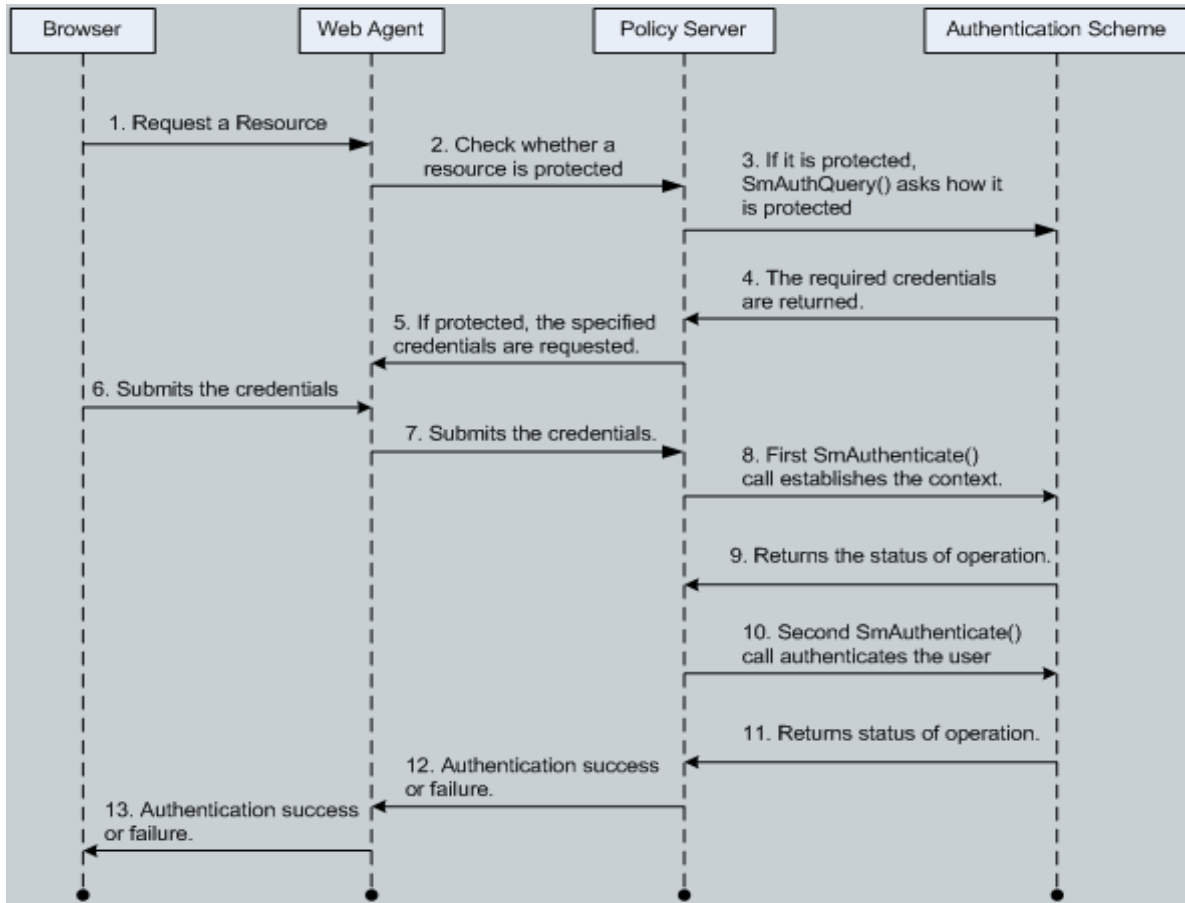 Browser
Web Agent
Policy Server
Authentication Scheme
1. Request a Resource
2. Check whether a
resource is protected
3. If it is protected,
SmAuthQuery() asks how it
is protected
4. The required credentials
are returned.
5. If protected, the specified
credentials are requested.
6. Submits the credentials
7. Submits the credentials.
8. First SmAuthenticate()
call establishes the context.
9. Returns the status of operation.
10. Second SmAuthenticate()
call authenticates the user
11. Returns status of operation.
12. Authentication success
or failure.
13. Authentication success
or failure.